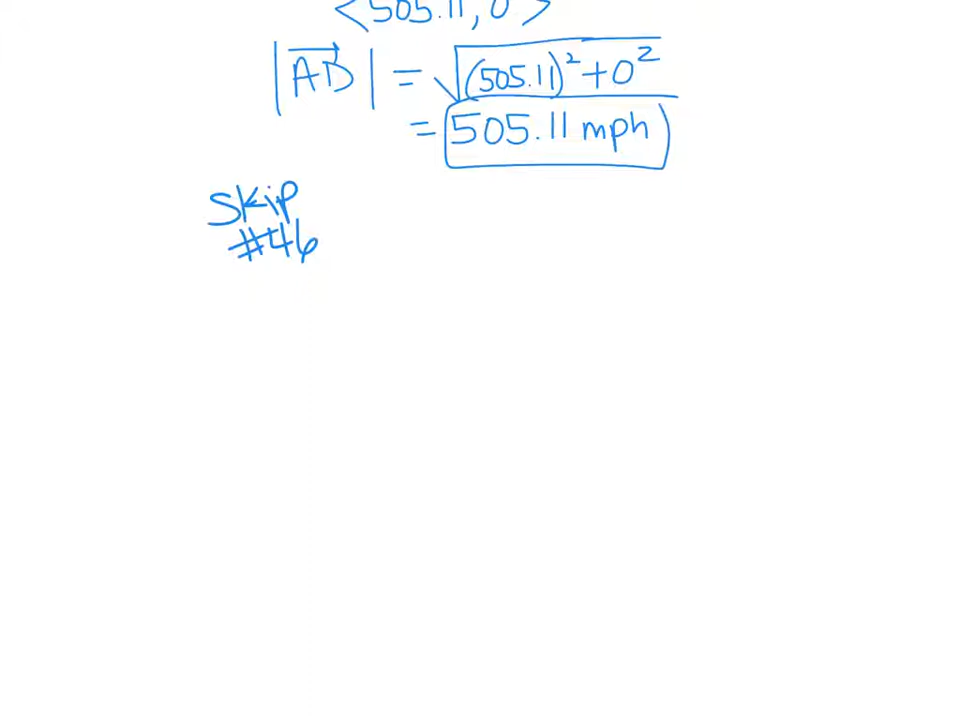 <505.11, 0>
|AD| = √(505.11)² + 0²
= 505.11 mph
Skip
#46